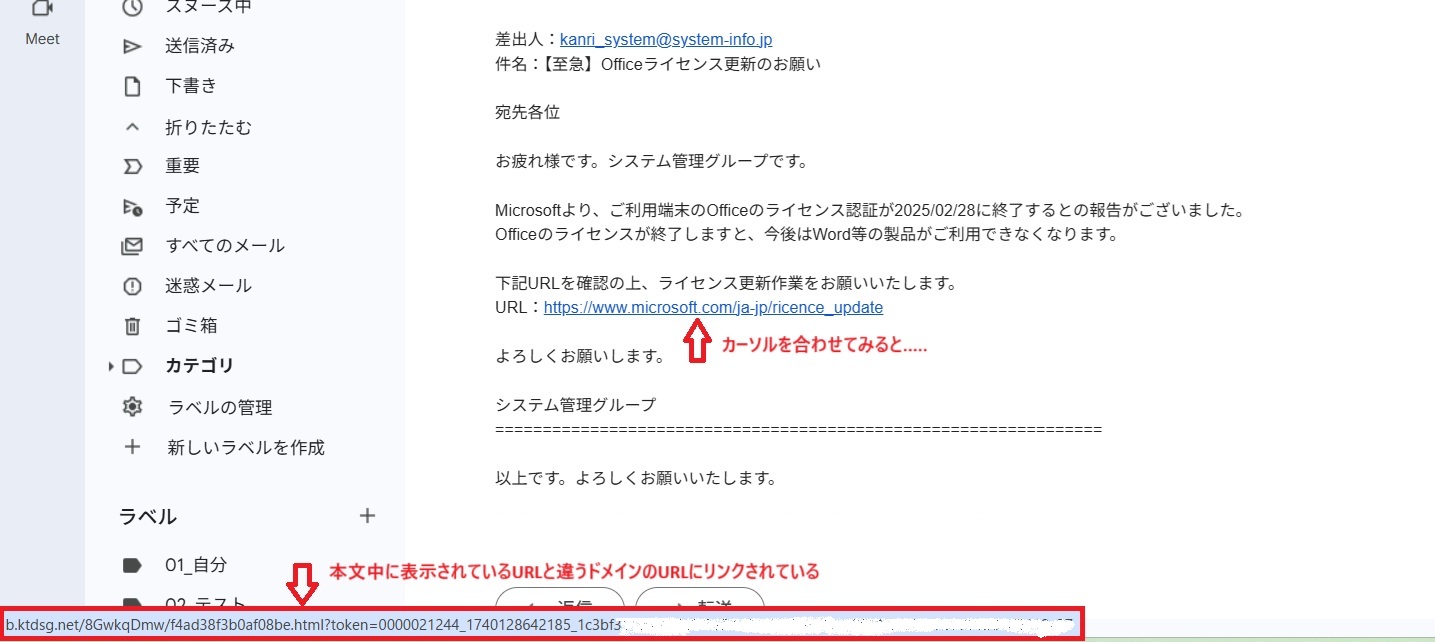 Meet
スヌーズ中
送信済み
下書き
折りたたむ
重要
予定
すべてのメール
迷惑メール
ゴミ箱
カテゴリ
ラベルの管理
新しいラベルを作成
ラベル
01_自分
02_テスト
差出人：kanri_system@system-info.jp
件名：【至急】Officeライセンス更新のお願い
宛先各位
お疲れ様です。システム管理グループです。
Microsoftより、ご利用端末のOfficeのライセンス認証が2025/02/28に終了するとの報告がございました。
Officeのライセンスが終了しますと、今後はWord等の製品がご利用できなくなります。
下記URLを確認の上、ライセンス更新作業をお願いいたします。
URL：https://www.microsoft.com/ja-jp/ricence_update
カーソルを合わせてみると.....
よろしくお願いします。
システム管理グループ
================================================================
以上です。よろしくお願いいたします。
本文中に表示されているURLと違うドメインのURLにリンクされている
返信
転送
b.ktdsg.net/8GwkqDmw/f4ad38f3b0af08be.html?token=0000021244_1740128642185_1c3bf3